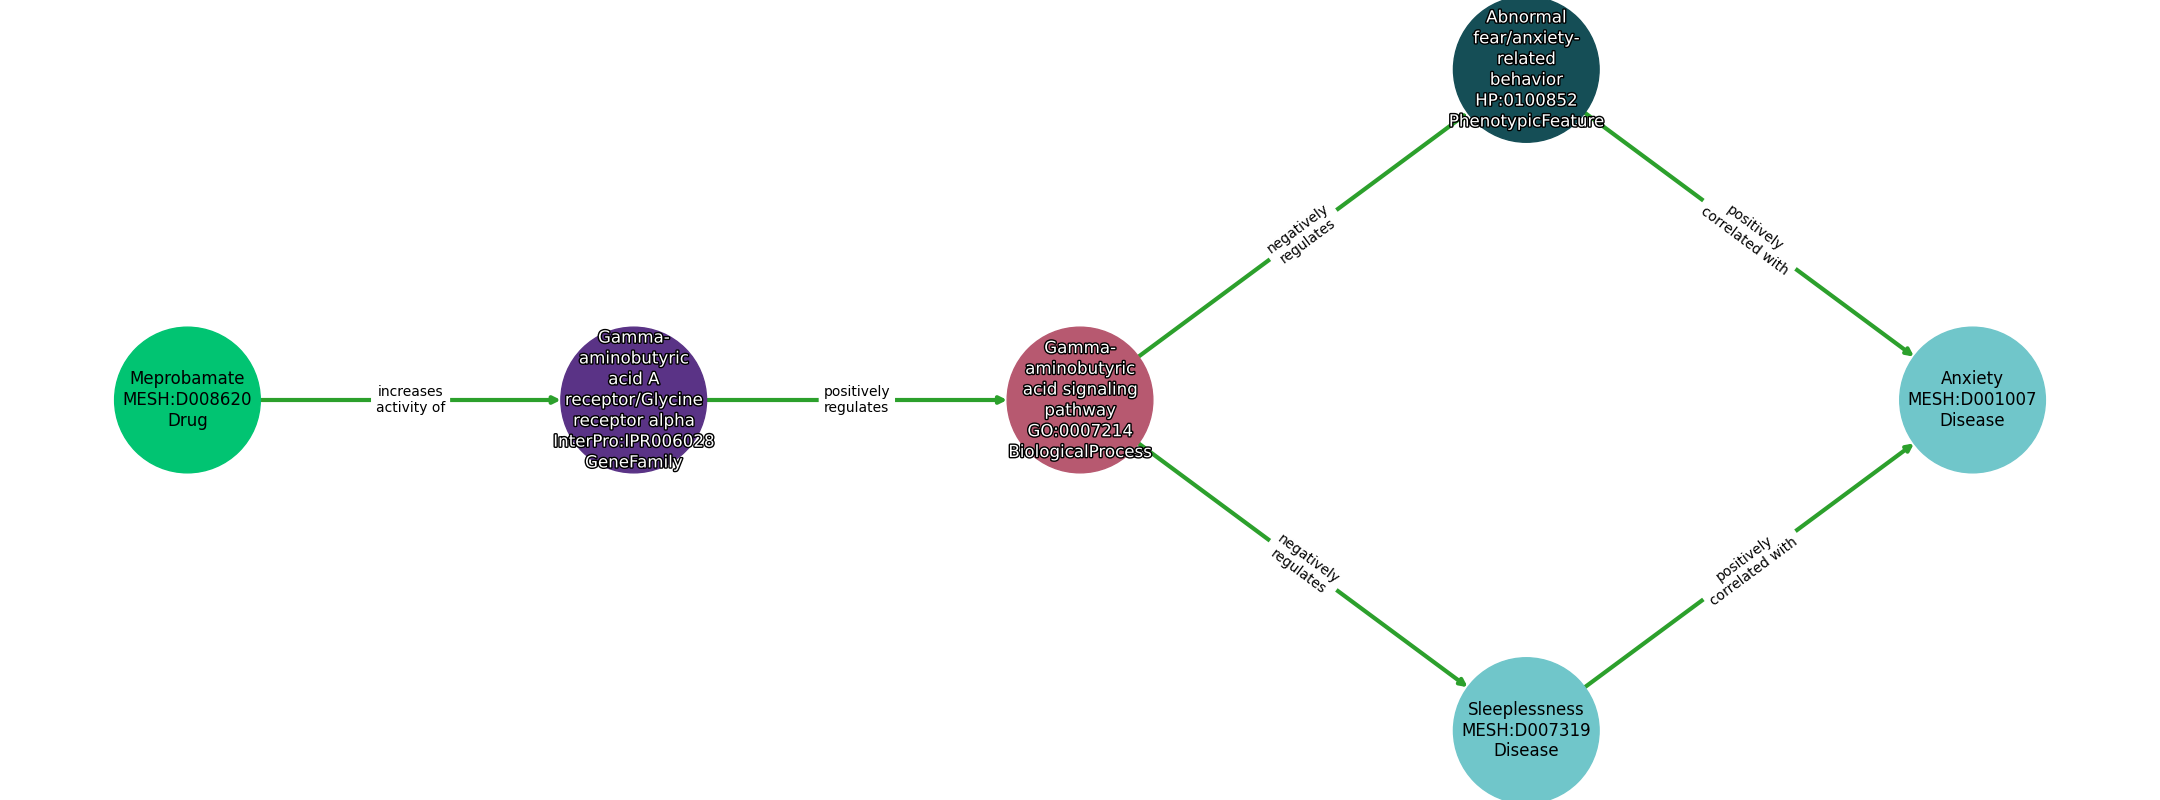 Meprobamate
MESH:D008620
Drug
increases
activity of
Gamma-
aminobutyric
acid A
receptor/Glycine
receptor alpha
InterPro:IPR006028
GeneFamily
positively
regulates
Gamma-
aminobutyric
acid signaling
pathway
GO:0007214
BiologicalProcess
negatively
regulates
Abnormal
fear/anxiety-
related
behavior
HP:0100852
PhenotypicFeature
positively
correlated with
negatively
regulates
Sleeplessness
MESH:D007319
Disease
positively
correlated with
Anxiety
MESH:D001007
Disease